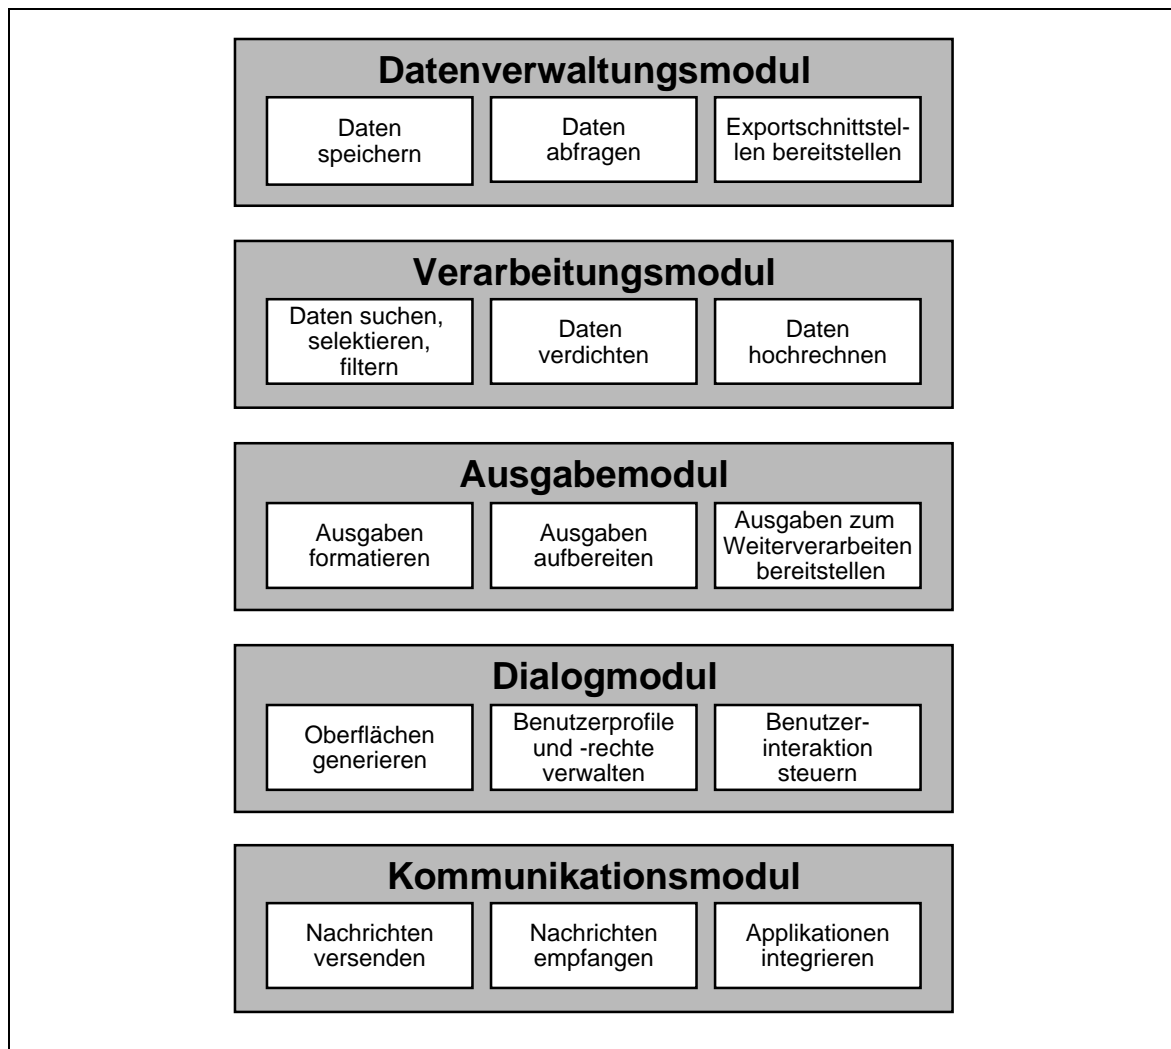 Datenverwaltungsmodul
Daten
speichern
Daten
abfragen
Exportschnittstel-
len bereitstellen
Verarbeitungsmodul
Daten suchen,
selektieren,
filtern
Daten
verdichten
Daten
hochrechnen
Ausgabemodul
Ausgaben
formatieren
Ausgaben
aufbereiten
Ausgaben zum
Weiterverarbeiten
bereitstellen
Dialogmodul
Oberflächen
generieren
Benutzerprofile
und -rechte
verwalten
Benutzer-
interaktion
steuern
Kommunikationsmodul
Nachrichten
versenden
Nachrichten
empfangen
Applikationen
integrieren